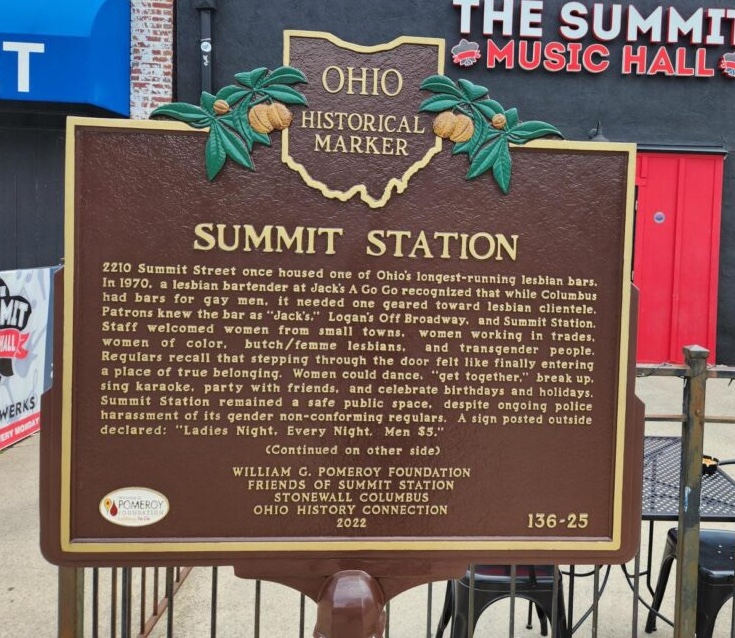 T
THE SUMMIT
MUSIC HALL
OHIO
HISTORICAL
MARKER
SUMMIT STATION
2210 Summit Street once housed one of Ohio's longest-running lesbian bars.
In 1970, a lesbian bartender at Jack's A Go Go recognized that while Columbus
had bars for gay men, it needed one geared toward lesbian clientele.
Patrons knew the bar as "Jack's," Logan's Off Broadway, and Summit Station.
Staff welcomed women from small towns, women working in trades,
women of color, butch/femme lesbians, and transgender people.
Regulars recall that stepping through the door felt like finally entering
a place of true belonging. Women could dance, "get together," break up,
sing karaoke, party with friends, and celebrate birthdays and holidays.
Summit Station remained a safe public space, despite ongoing police
harassment of its gender non-conforming regulars. A sign posted outside
declared: "Ladies Night, Every Night, Men $5."
(Continued on other side)
WILLIAM G. POMEROY FOUNDATION
FRIENDS OF SUMMIT STATION
STONEWALL COLUMBUS
OHIO HISTORY CONNECTION
2022
136-25
POMEROY
FOUNDATION
MIT
HALL
WERKS
ERY MONDAY